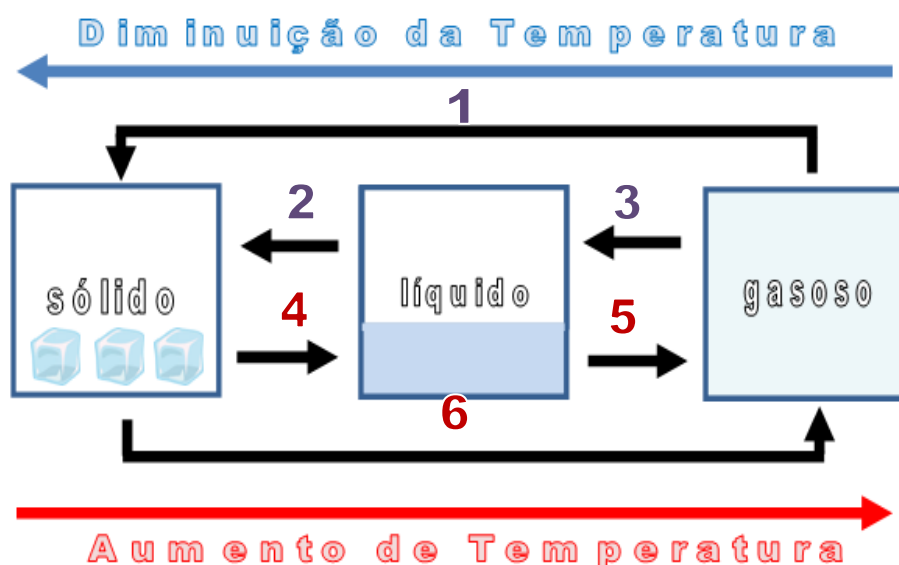 Diminuição da Temperatura
1
2
3
sólido
líquido
gasoso
4
5
6
Aumento de Temperatura